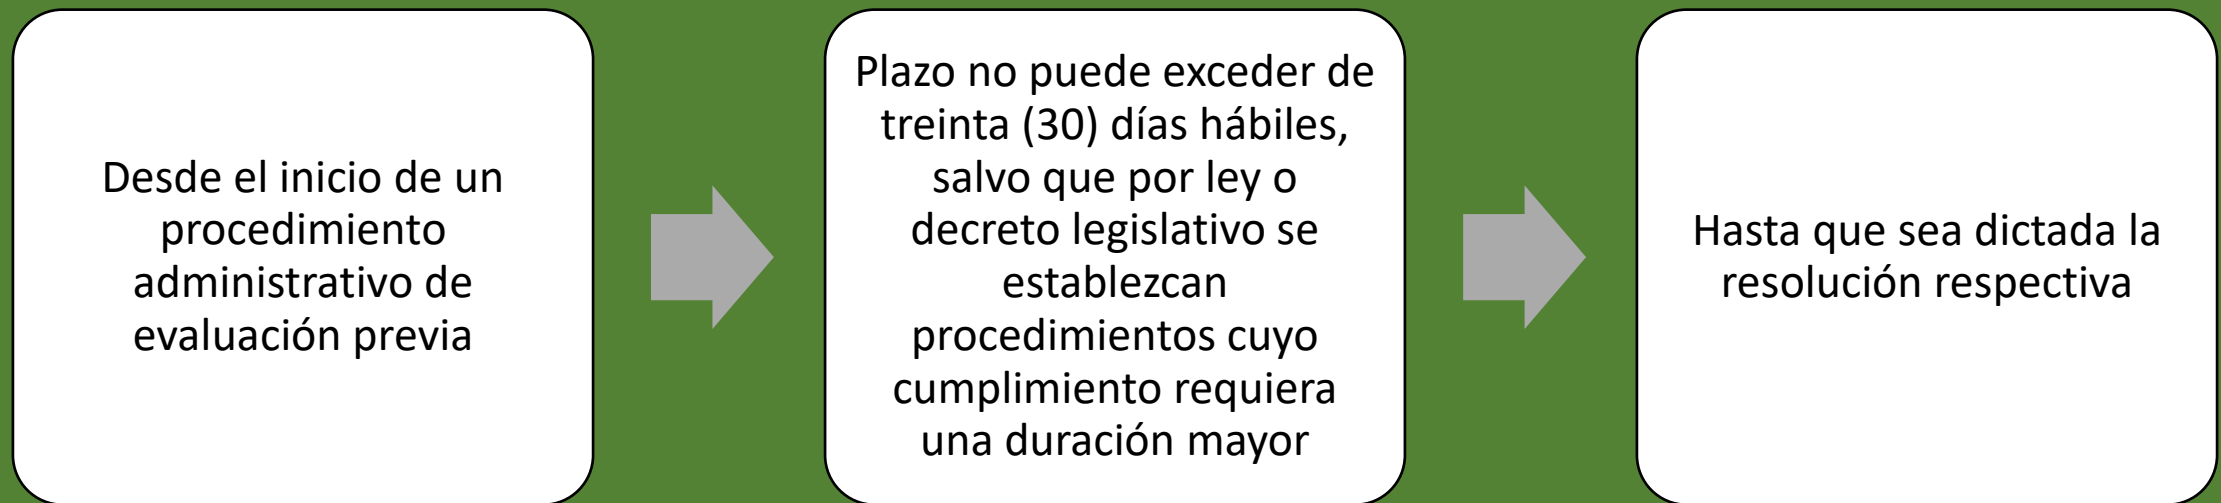 Desde el inicio de un
procedimiento
administrativo de
evaluación previa
Plazo no puede exceder de
treinta (30) días hábiles,
salvo que por ley o
decreto legislativo se
establezcan
procedimientos cuyo
cumplimiento requiera
una duración mayor
Hasta que sea dictada la
resolución respectiva